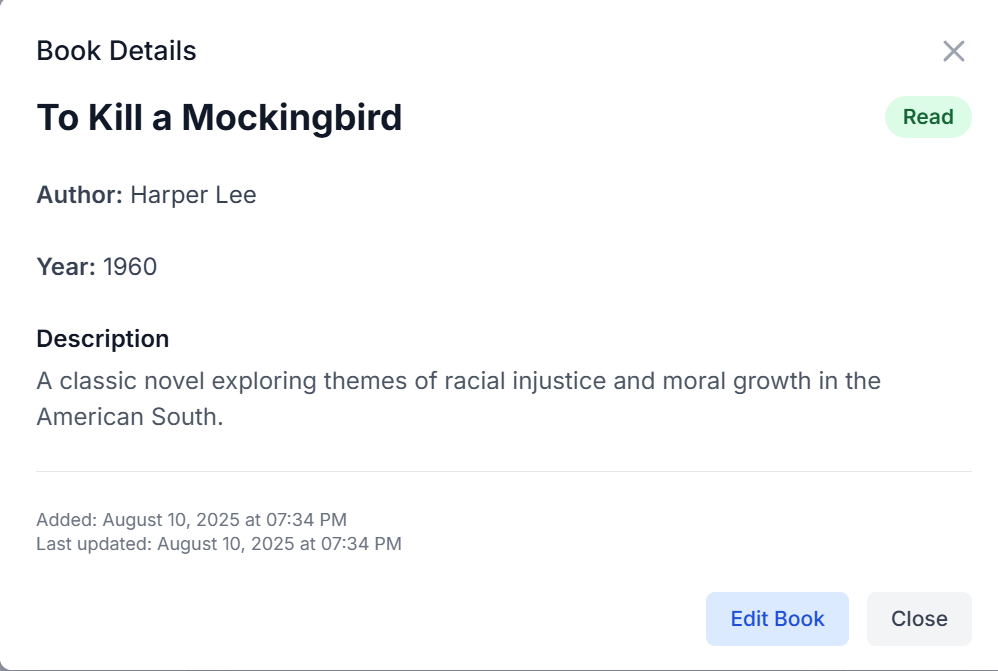 Book Details
To Kill a Mockingbird
Read
Author: Harper Lee
Year: 1960
Description
A classic novel exploring themes of racial injustice and moral growth in the
American South.
Added: August 10, 2025 at 07:34 PM
Last updated: August 10, 2025 at 07:34 PM
Edit Book
Close